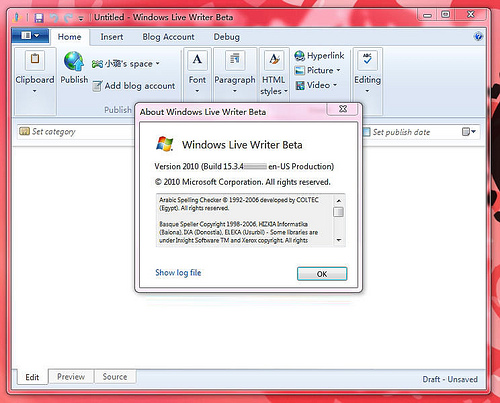 Untitled - Windows Live Writer Beta
Home Insert Blog Account Debug
Clipboard
Publish
小璐's space
Add blog account
Publish
Font
Paragraph
HTML styles
Hyperlink
Picture
Video
ABC
Editing
Set category
Set publish date
About Windows Live Writer Beta
Windows Live Writer Beta
Version 2010 (Build 15.3.4 en-US Production)
© 2010 Microsoft Corporation. All rights reserved.
Arabic Spelling Checker © 1992-2006 developed by COLTEC
(Egypt). All rights reserved.
Basque Speller Copyright 1998-2006, HIZKIA Informatika
(Baiona), IXA (Donostia), ELEKA (Usurbil) - Some libraries are
under Inxight Software TM and Xerox copyright, All rights
Show log file
OK
Edit Preview Source
Draft - Unsaved